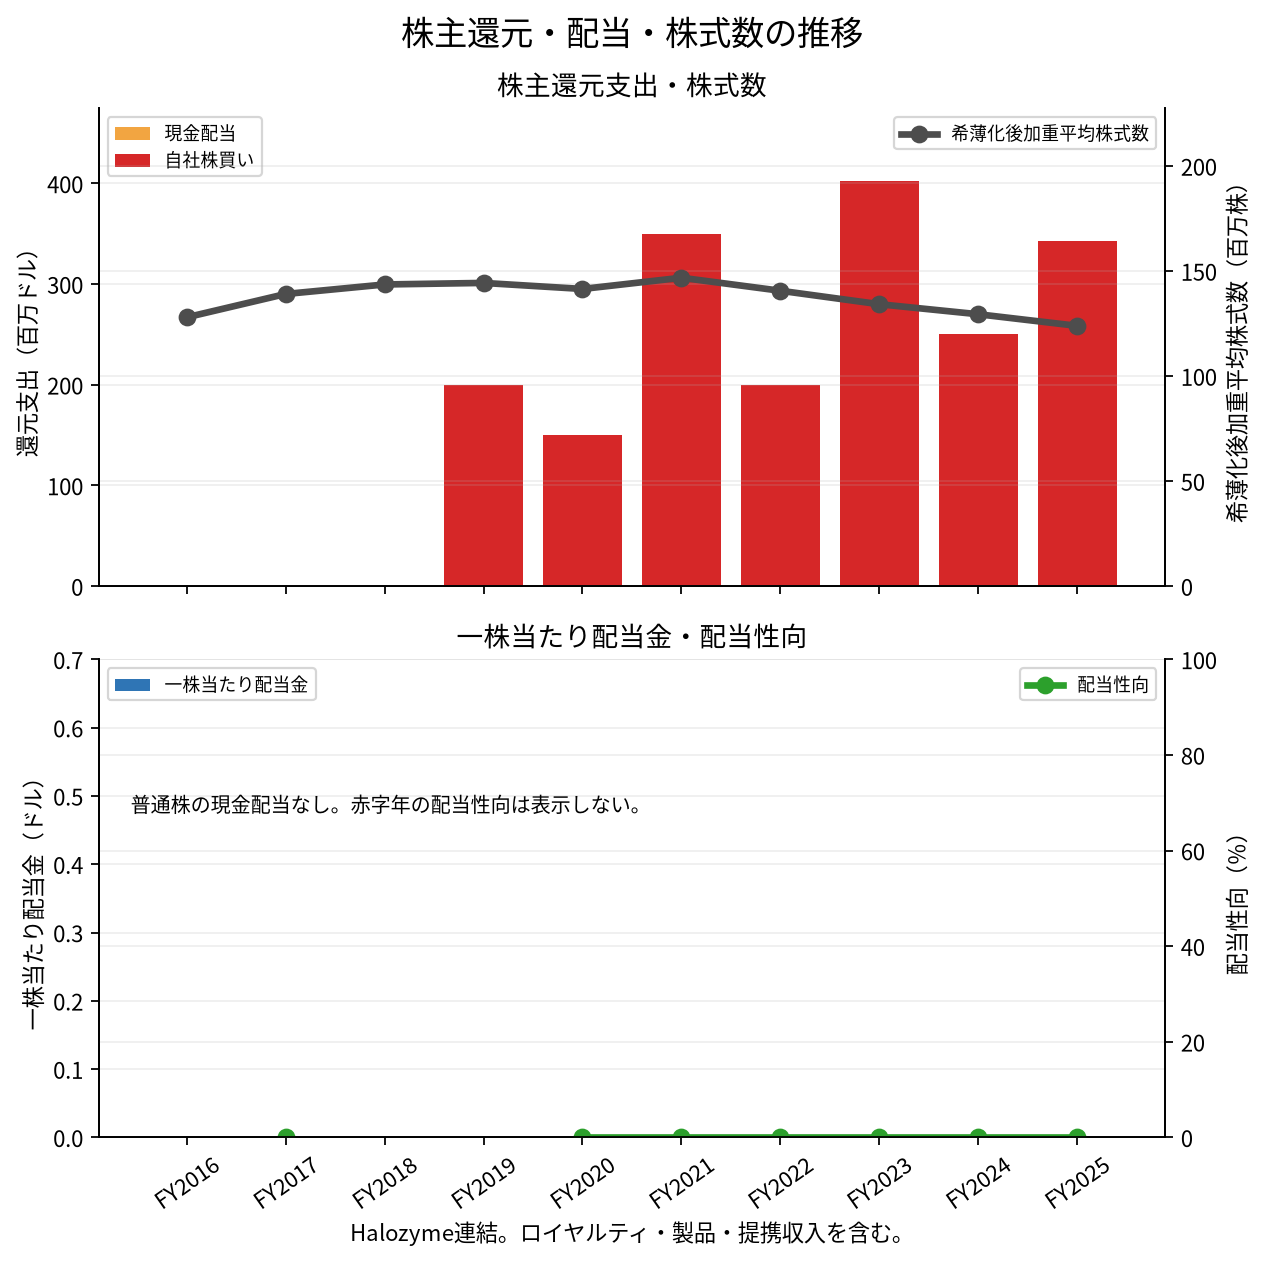 株主還元・配当・株式数の推移
株主還元支出・株式数
現金配当
自社株買い
希薄化後加重平均株式数
還元支出（百万ドル）
400
300
200
100
0
200
150
100
50
0
希薄化後加重平均株式数（百万株）
一株当たり配当金・配当性向
一株当たり配当金
配当性向
普通株の現金配当なし。赤字年の配当性向は表示しない。
一株当たり配当金（ドル）
0.7
0.6
0.5
0.4
0.3
0.2
0.1
0.0
100
80
60
40
20
0
配当性向（%）
FY2016
FY2017
FY2018
FY2019
FY2020
FY2021
FY2022
FY2023
FY2024
FY2025
Halozyme連結。ロイヤルティ・製品・提携収入を含む。